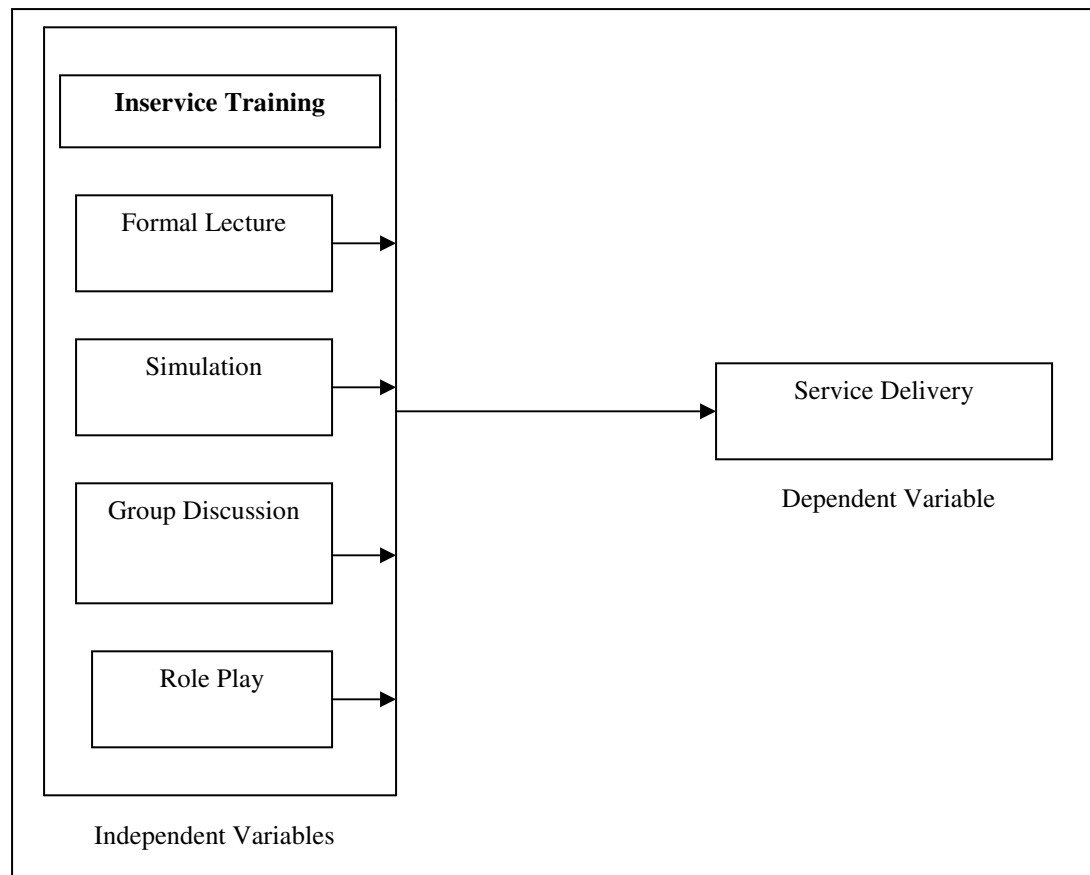 Inservice Training
Formal Lecture
Simulation
Group Discussion
Role Play
Independent Variables
Service Delivery
Dependent Variable